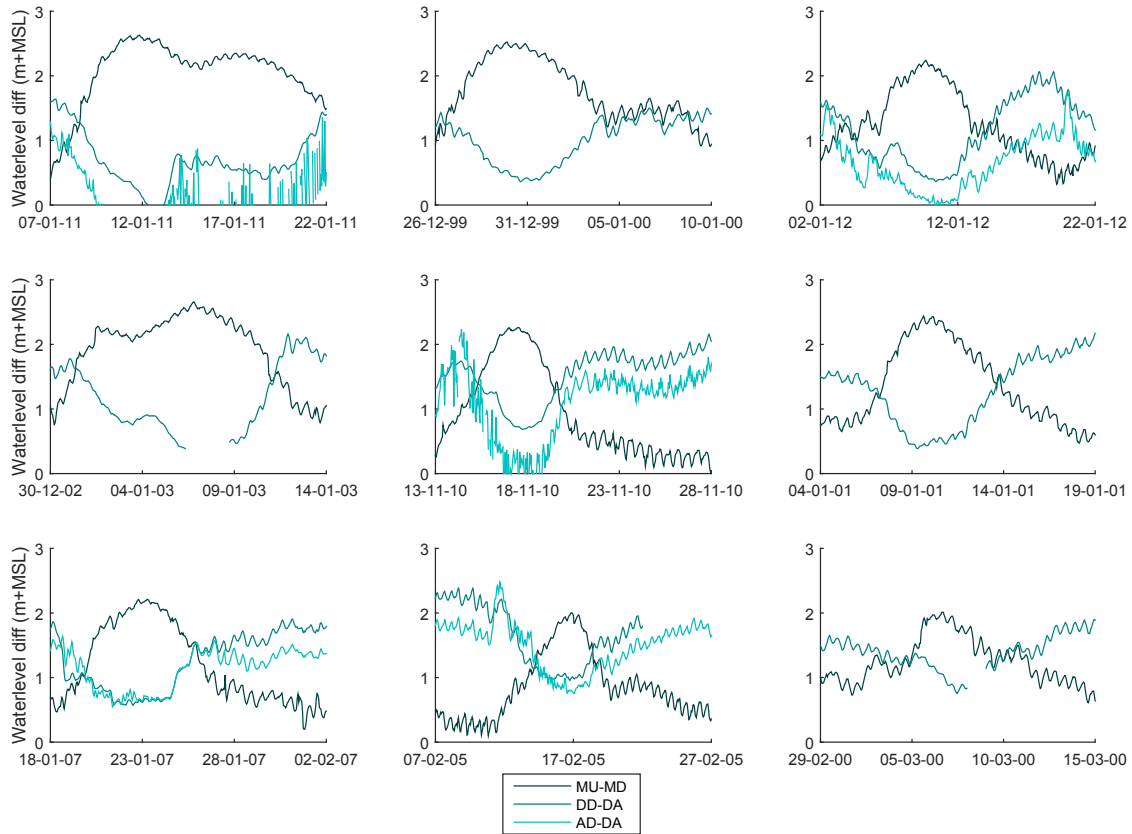 3
2
1
0
Waterlevel diff (m+MSL)
07-01-11 12-01-11 17-01-11 22-01-11
3
2
1
0
26-12-99 31-12-99 05-01-00 10-01-00
3
2
1
0
02-01-12 12-01-12 22-01-12
3
2
1
0
Waterlevel diff (m+MSL)
30-12-02 04-01-03 09-01-03 14-01-03
3
2
1
0
13-11-10 18-11-10 23-11-10 28-11-10
3
2
1
0
04-01-01 09-01-01 14-01-01 19-01-01
3
2
1
0
Waterlevel diff (m+MSL)
18-01-07 23-01-07 28-01-07 02-02-07
3
2
1
0
07-02-05 17-02-05 27-02-05
3
2
1
0
29-02-00 05-03-00 10-03-00 15-03-00
MU-MD
DD-DA
AD-DA